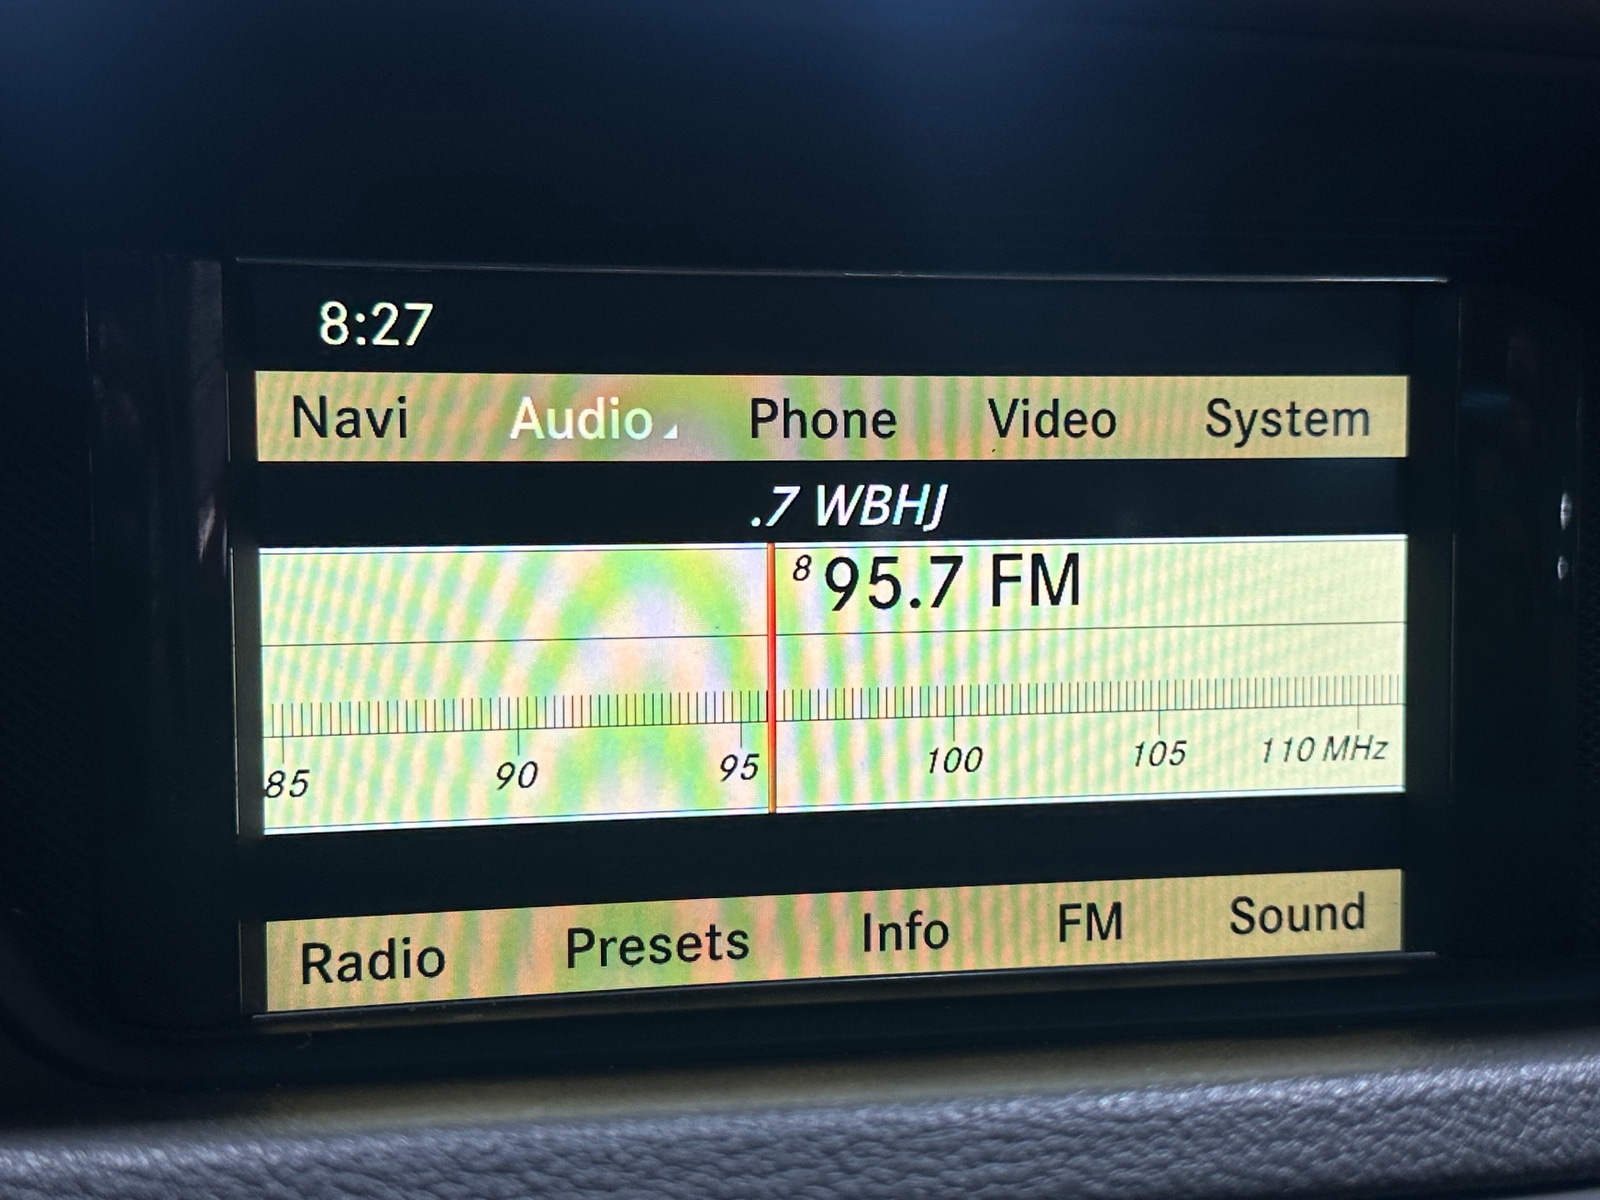 8:27
Navi Audio Phone Video System
.7 WBHJ
8 95.7 FM
85 90 95 100 105 110 MHz
Radio Presets Info FM Sound